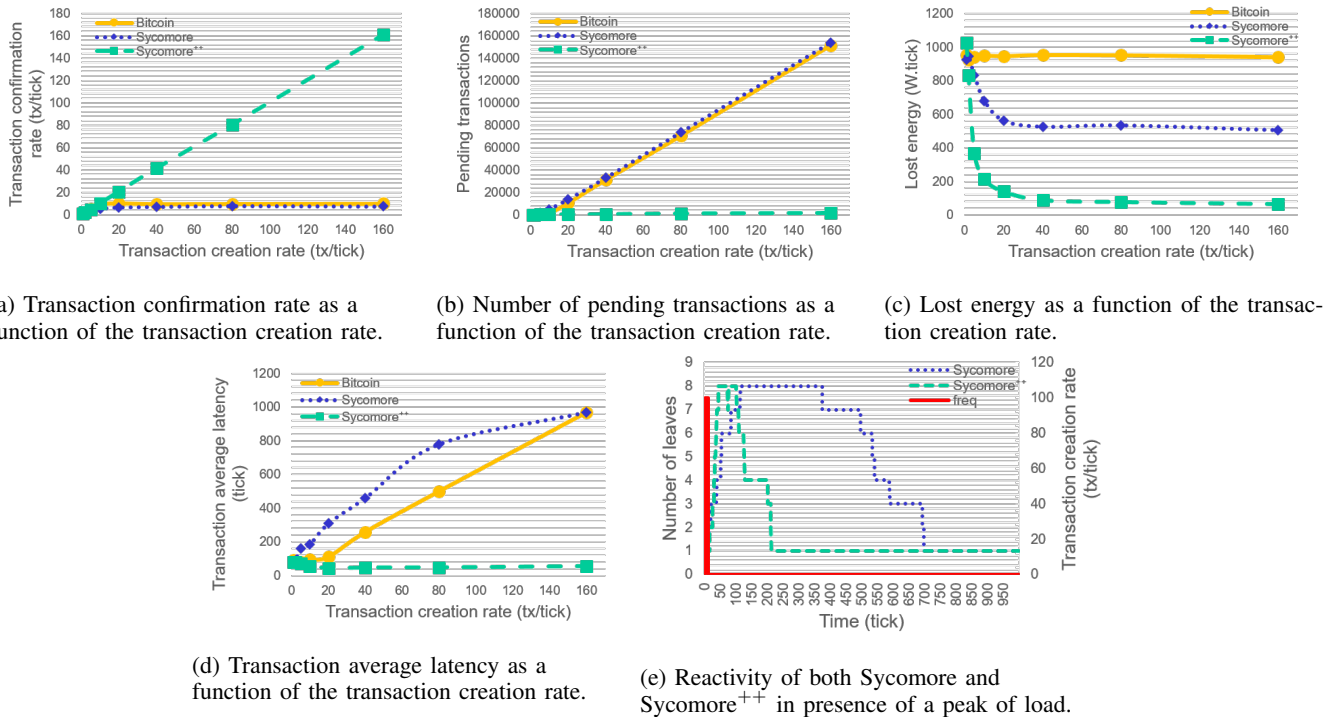 Bitcoin
Sycomore
Sycomore++
180
160
140
120
100
80
60
40
20
0
0 20 40 60 80 100 120 140 160
Transaction confirmation
rate (tx/tick)
Transaction creation rate (tx/tick)
Bitcoin
Sycomore
Sycomore++
180000
160000
140000
120000
100000
80000
60000
40000
20000
0
0 20 40 60 80 100 120 140 160
Pending transactions
Transaction creation rate (tx/tick)
Bitcoin
Sycomore
Sycomore++
1200
1000
800
600
400
200
0
0 20 40 60 80 100 120 140 160
Lost energy (W.tick)
Transaction creation rate (tx/tick)
a) Transaction confirmation rate as a
unction of the transaction creation rate.
(b) Number of pending transactions as a
function of the transaction creation rate.
(c) Lost energy as a function of the transac-
tion creation rate.
Bitcoin
Sycomore
Sycomore++
1200
1000
800
600
400
200
0
0 20 40 60 80 100 120 140 160
Transaction average latency
(tick)
Transaction creation rate (tx/tick)
Sycomore
Sycomore++
freq
9
8
7
6
5
4
3
2
1
0
Number of leaves
120
100
80
60
40
20
0
Transaction creation rate
(tx/tick)
0 50 100 150 200 250 300 350 400 450 500 550 600 650 700 750 800 850 900 950
Time (tick)
(d) Transaction average latency as a
function of the transaction creation rate.
(e) Reactivity of both Sycomore and
Sycomore++ in presence of a peak of load.